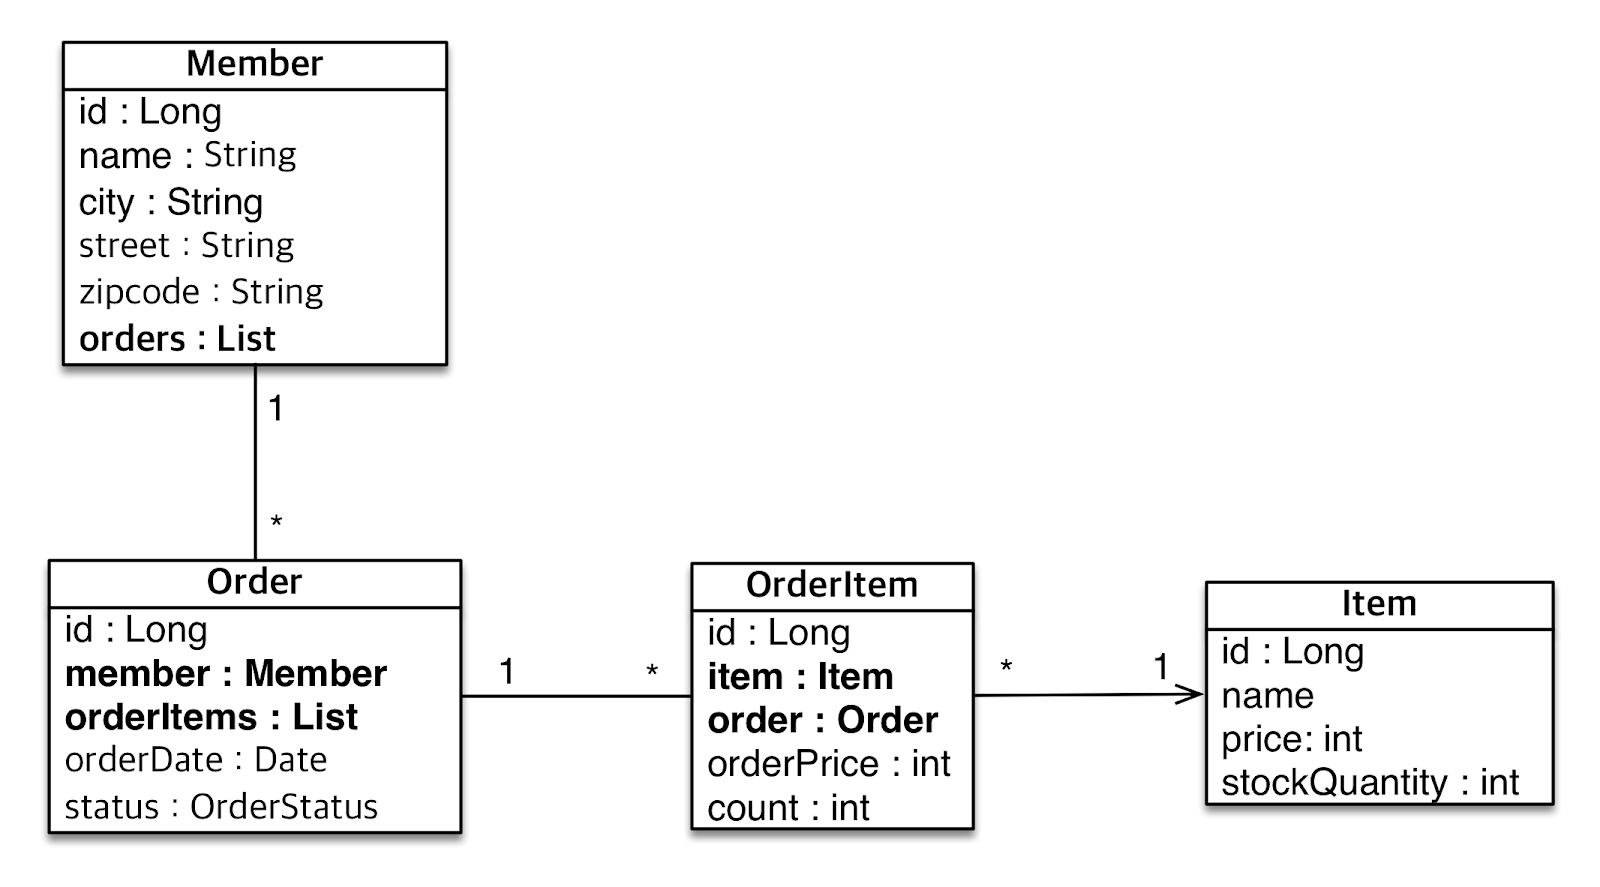 Member
id : Long
name : String
city : String
street : String
zipcode : String
orders : List
1
*
Order
id : Long
member : Member
orderItems : List
orderDate : Date
status : OrderStatus
1
*
OrderItem
id : Long
item : Item
order : Order
orderPrice : int
count : int
*
1
Item
id : Long
name
price: int
stockQuantity : int